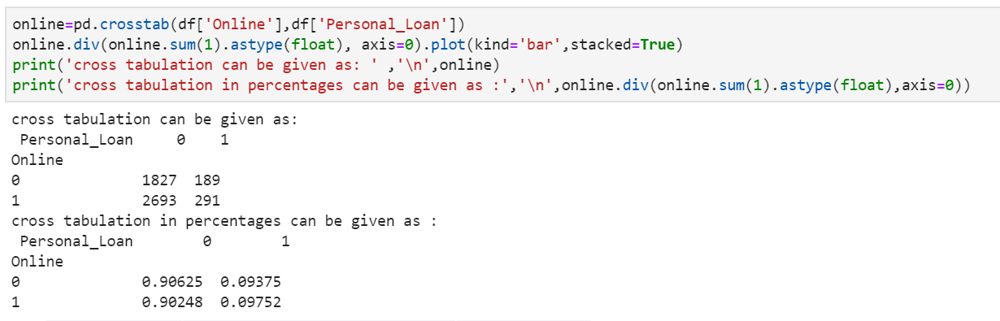 online=pd.crosstab(df['Online'],df['Personal_Loan'])
online.div(online.sum(1).astype(float), axis=0).plot(kind='bar',stacked=True)
print('cross tabulation can be given as: ' ,'\n',online)
print('cross tabulation in percentages can be given as :','\n',online.div(online.sum(1).astype(float),axis=0))
cross tabulation can be given as:
 Personal_Loan     0    1
Online
0              1827  189
1              2693  291
cross tabulation in percentages can be given as :
 Personal_Loan        0        1
Online
0              0.90625  0.09375
1              0.90248  0.09752